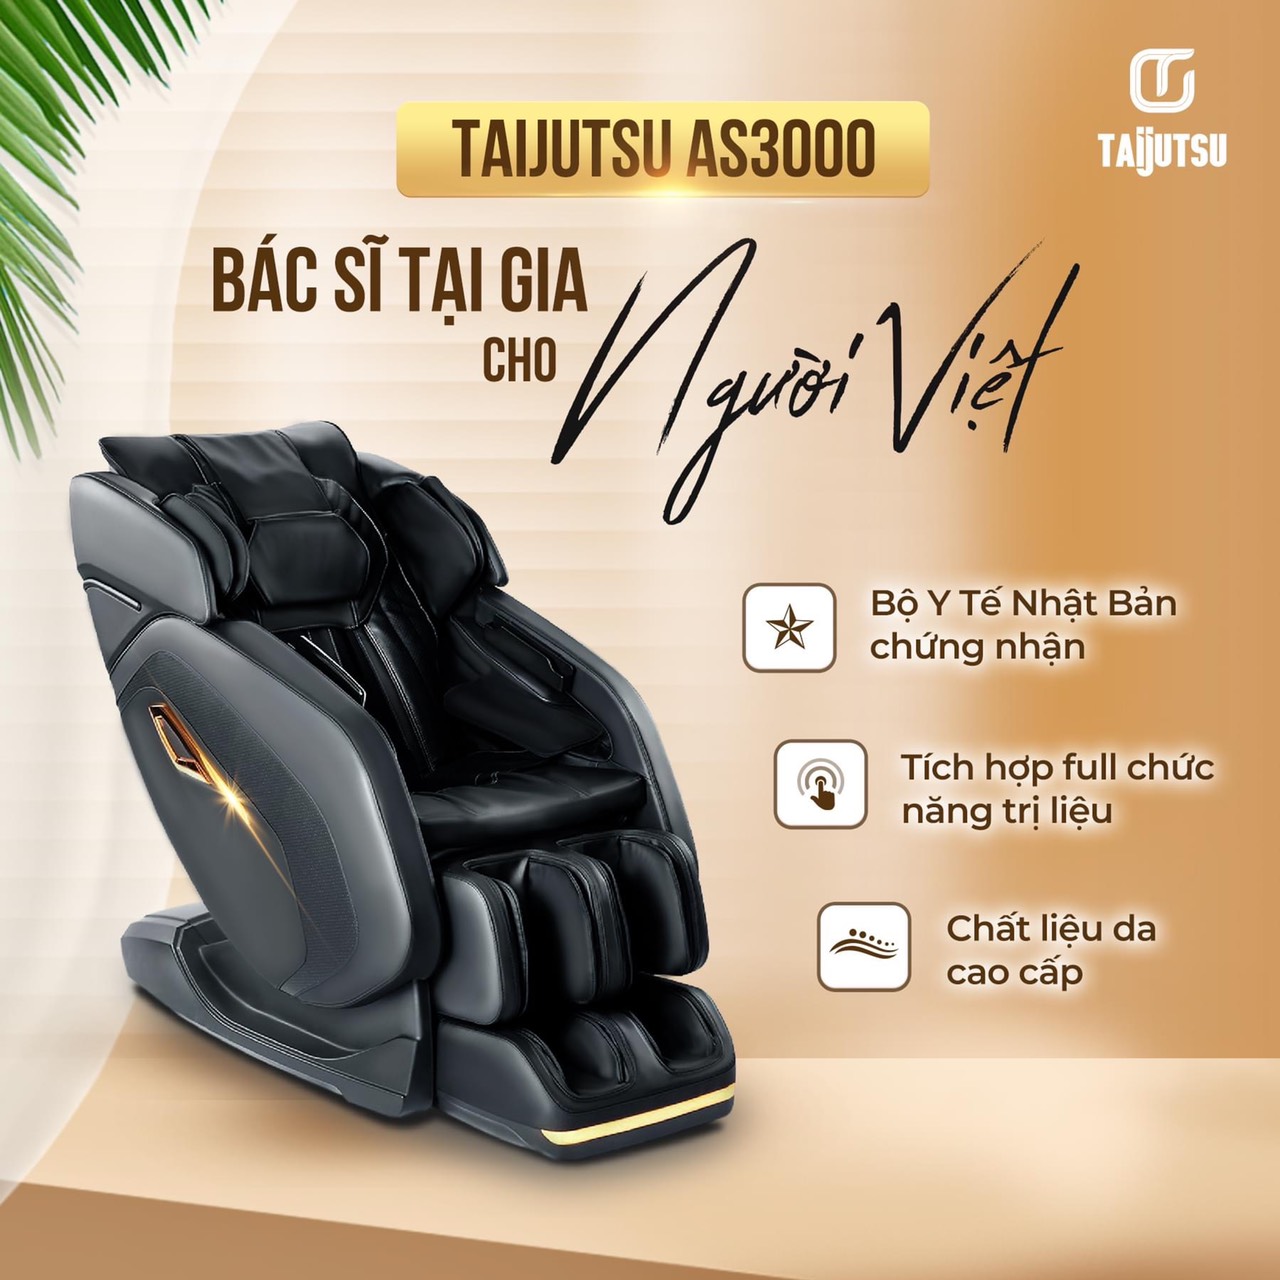 TAIJUTSU
TAIJUTSU AS3000
BÁC SĨ TẠI GIA
CHO Người Việt
Bộ Y Tế Nhật Bản
chứng nhận
Tích hợp full chức
năng trị liệu
Chất liệu da
cao cấp